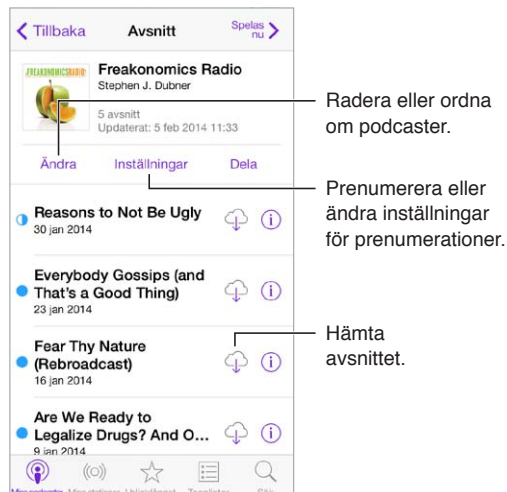 Tillbaka
Avsnitt
Spelas nu
FREAKONOMICS RADIO
Freakonomics Radio
Stephen J. Dubner
5 avsnitt
Updaterat: 5 feb 2014 11:33
Ändra
Inställningar
Dela
Reasons to Not Be Ugly
30 jan 2014
Everybody Gossips (and
That's a Good Thing)
23 jan 2014
Fear Thy Nature
(Rebroadcast)
16 jan 2014
Are We Ready to
Legalize Drugs? And O...
9 jan 2014
Radera eller ordna
om podcaster.
Prenumerera eller
ändra inställningar
för prenumerationer.
Hämta
avsnittet.